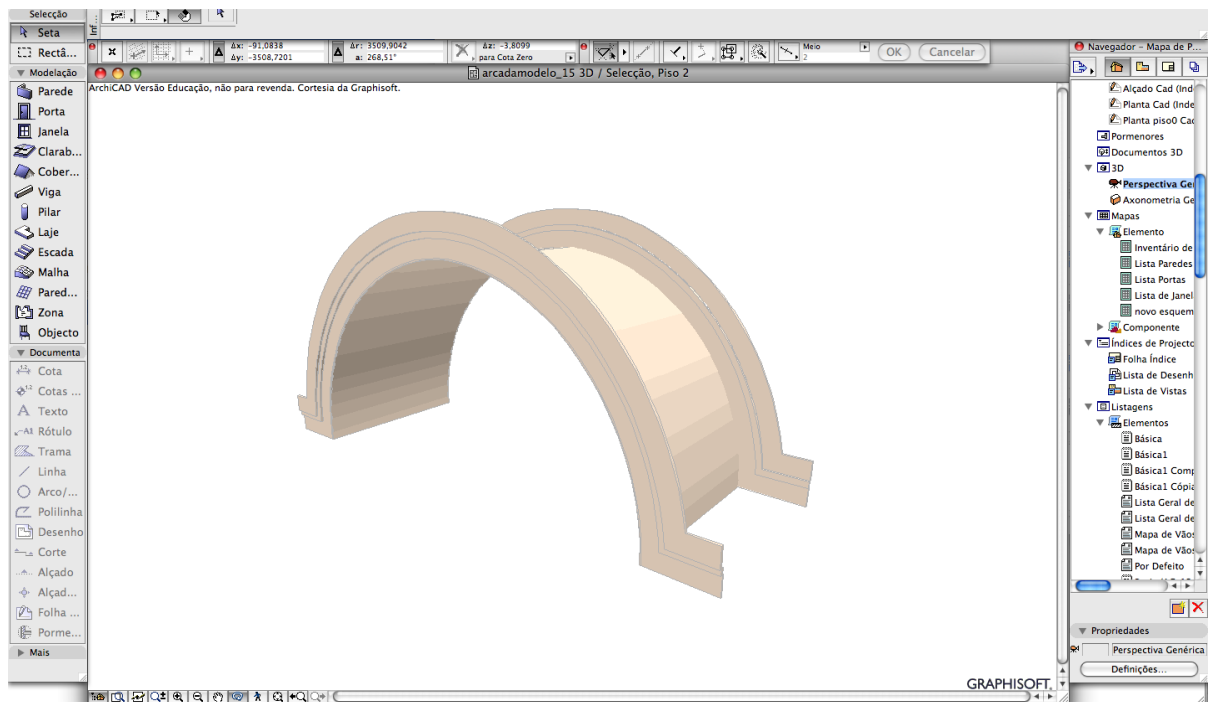 Selecção
Seta
Rectâ...
Modelação
Parede
Porta
Janela
Clarab...
Cober...
Viga
Pilar
Laje
Escada
Malha
Pared...
Zona
Objecto
Documenta
Cota
Cotas ...
Texto
Rótulo
Trama
Linha
Arco/...
Polilinha
Desenho
Corte
Alçado
Alçad...
Folha ...
Porme...
Mais
Δx: -91,0838
Δy: -3508,7201
Δr: 3509,9042
a: 268,51°
Δz: -3,8099
para Cota Zero
Meio
2
OK
Cancelar
arcadamodelo_15 3D / Selecção, Piso 2
ArchiCAD Versão Educação, não para revenda. Cortesia da Graphisoft.
GRAPHISOFT.
Navegador - Mapa de P...
Alçado Cad (Ind
Planta Cad (Inde
Planta piso0 Cad
Pormenores
Documentos 3D
3D
Perspectiva Ge
Axonometria Ge
Mapas
Elemento
Inventário de
Lista Paredes
Lista Portas
Lista de Janel
novo esquem
Componente
Índices de Projecto
Folha Índice
Lista de Desenh
Lista de Vistas
Listagens
Elementos
Básica
Básica1
Básica1 Comp
Básica1 Cópia
Lista Geral de
Lista Geral de
Mapa de Vãos
Mapa de Vãos
Por Defeito
Propriedades
Perspectiva Genérica
Definições...